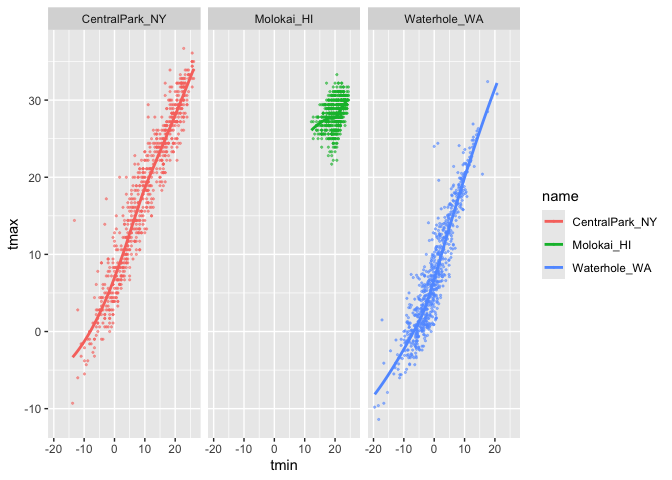 CentralPark_NY Molokai_HI Waterhole_WA
30
20
10
0
-10
tmax
-20 -10 0 10 20 -20 -10 0 10 20 -20 -10 0 10 20
tmin
name
CentralPark_NY
Molokai_HI
Waterhole_WA